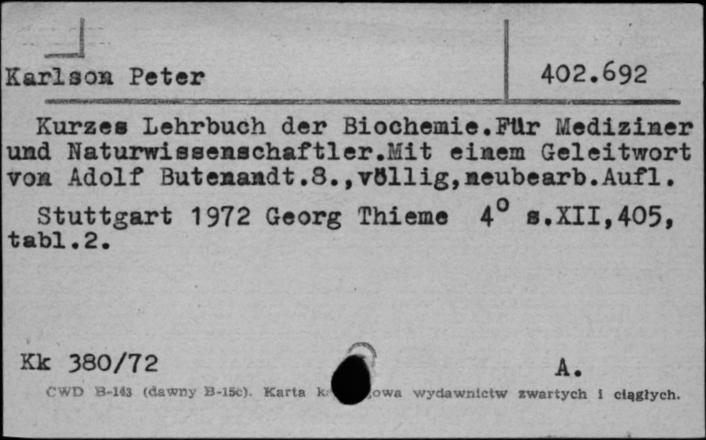 Karlson Peter 402.692
Kurzes Lehrbuch der Biochemie.Für Mediziner
und Naturwissenschaftler.Mit einem Geleitwort
von Adolf Butenandt.8.,völlig,neubearb.Aufl.
Stuttgart 1972 Georg Thieme 4° s.XII,405,
tabl.2.
Kk 380/72 A.
CWD B-143 (dawny B-15c). Karta wydawnictw zwartych i ciągłych.